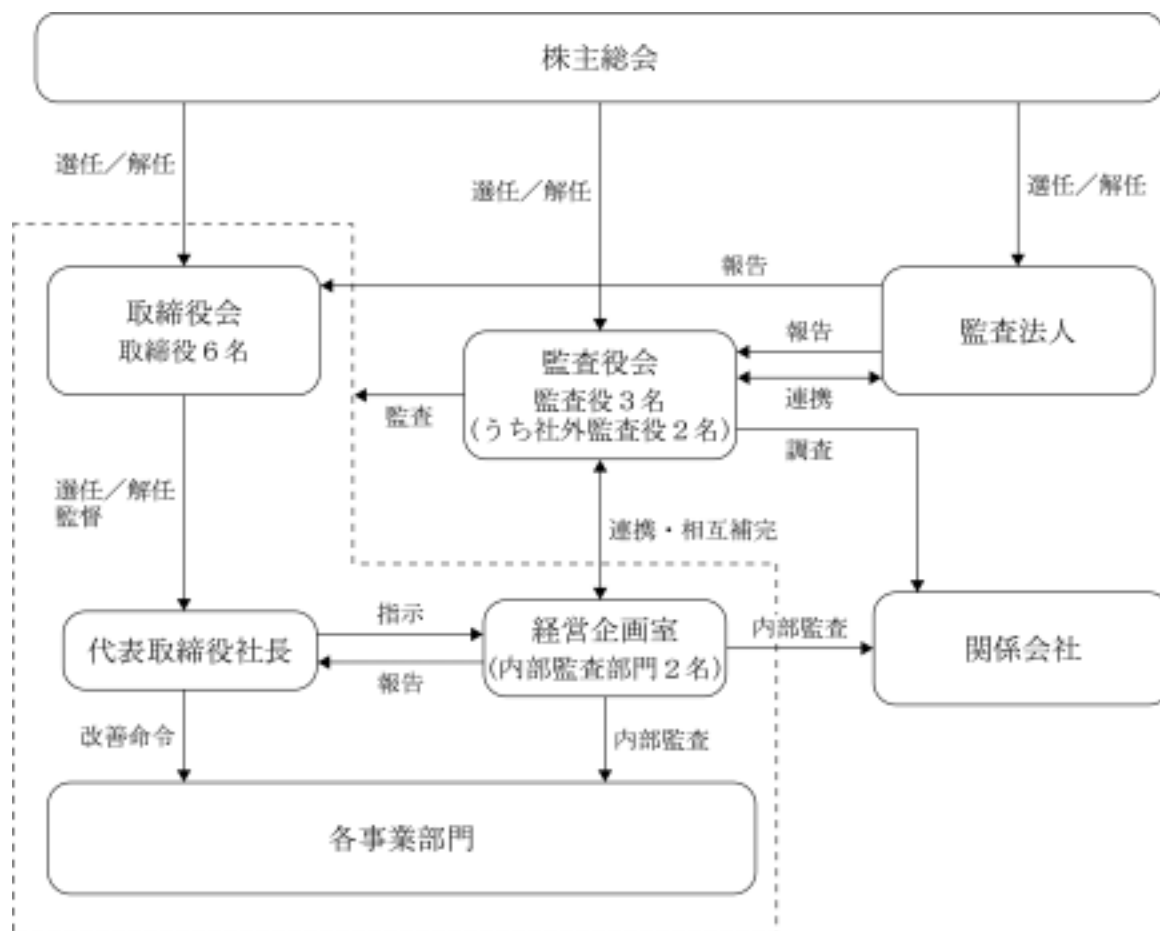 株主総会
選任／解任
選任／解任
選任／解任
報告
取締役会
取締役６名
監査法人
報告
監査役会
監査役３名
(うち社外監査役２名)
連携
監査
調査
選任／解任
監督
連携・相互補完
指示
代表取締役社長
経営企画室
(内部監査部門２名)
内部監査
関係会社
報告
改善命令
内部監査
各事業部門